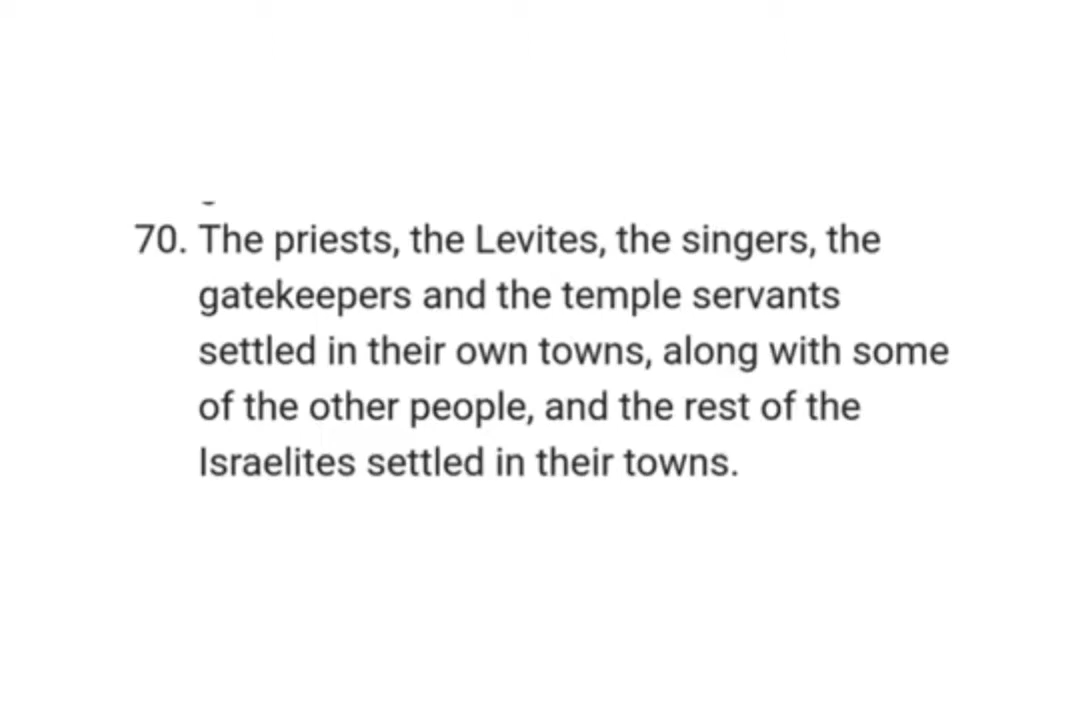 70. The priests, the Levites, the singers, the
gatekeepers and the temple servants
settled in their own towns, along with some
of the other people, and the rest of the
Israelites settled in their towns.